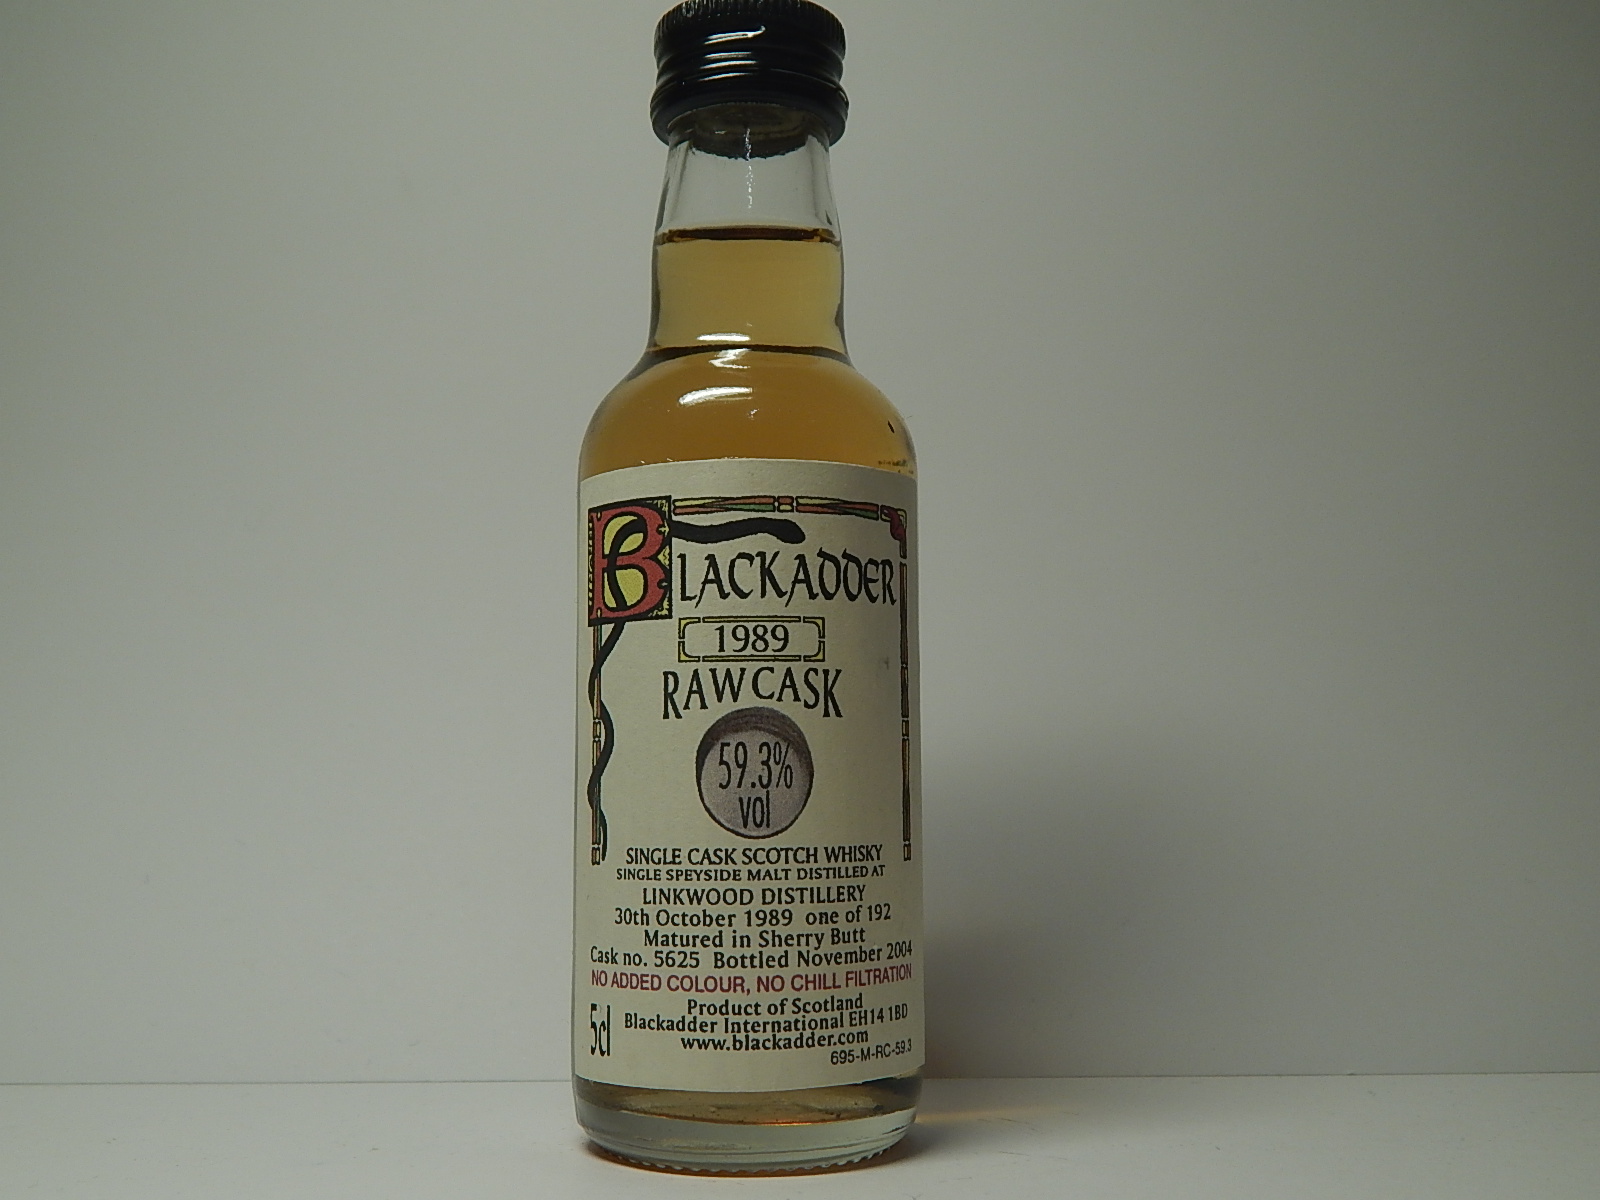 BLACKADDER
1989
RAW CASK
59.3%
vol
SINGLE CASK SCOTCH WHISKY
SINGLE SPEYSIDE MALT DISTILLED AT
LINKWOOD DISTILLERY
30th October 1989 one of 192
Matured in Sherry Butt
Cask no. 5625 Bottled November 2004
NO ADDED COLOUR, NO CHILL FILTRATION
Product of Scotland
5cl Blackadder International EH14 1BD
www.blackadder.com
695-M-RC-59.3